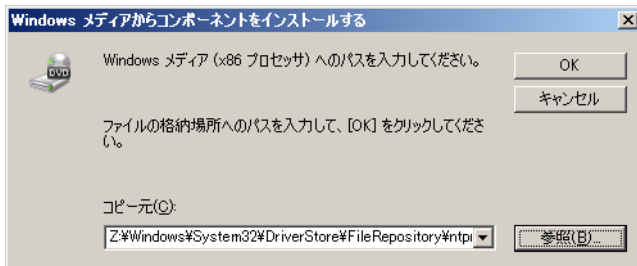 Windows メディアからコンポーネントをインストールする
DVD
Windows メディア (x86 プロセッサ) へのパスを入力してください。
OK
キャンセル
ファイルの格納場所へのパスを入力して、[OK] をクリックしてくださ
い。
コピー元(C):
Z:¥Windows¥System32¥DriverStore¥FileRepository¥ntpr
参照(B)...